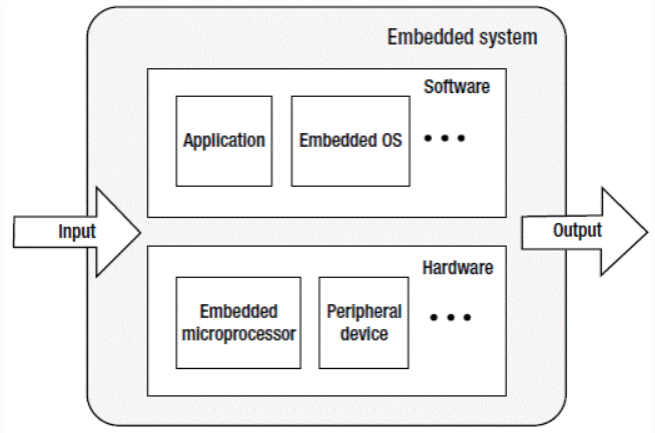 Embedded system
Software
Application
Embedded OS
• • •
Input
Output
Hardware
Embedded
microprocessor
Peripheral
device
• • •